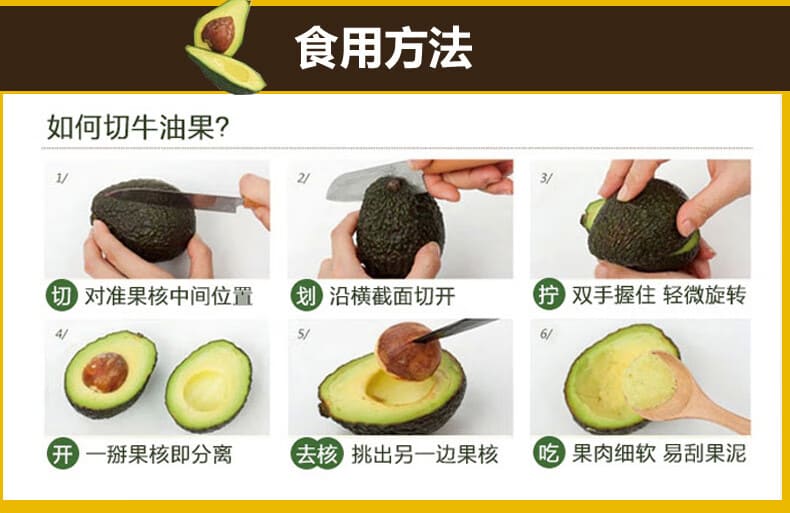 食用方法
如何切牛油果?
1/
切 对准果核中间位置
2/
划 沿横截面切开
3/
拧 双手握住 轻微旋转
4/
开 一掰果核即分离
5/
去核 挑出另一边果核
6/
吃 果肉细软 易刮果泥